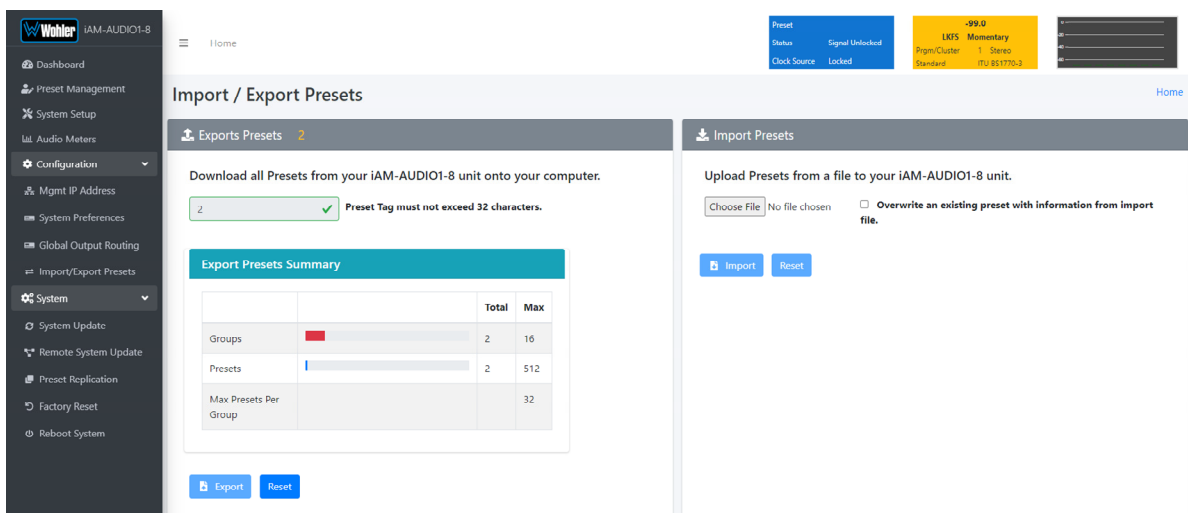 Wohler iAM-AUDIO1-8
Dashboard
Preset Management
System Setup
Audio Meters
Configuration
Mgmt IP Address
System Preferences
Global Output Routing
Import/Export Presets
System
System Update
Remote System Update
Preset Replication
Factory Reset
Reboot System
Home
Preset
Status Signal Unlocked
Clock Source Locked
-99.0
LKFS Momentary
Prgm/Cluster 1 Stereo
Standard ITU BS1770-3
Import / Export Presets
Home
Exports Presets 2
Download all Presets from your iAM-AUDIO1-8 unit onto your computer.
2 Preset Tag must not exceed 32 characters.
Export Presets Summary
Total Max
Groups 2 16
Presets 2 512
Max Presets Per
Group
32
Export Reset
Import Presets
Upload Presets from a file to your iAM-AUDIO1-8 unit.
Choose File No file chosen
Overwrite an existing preset with information from import
file.
Import Reset